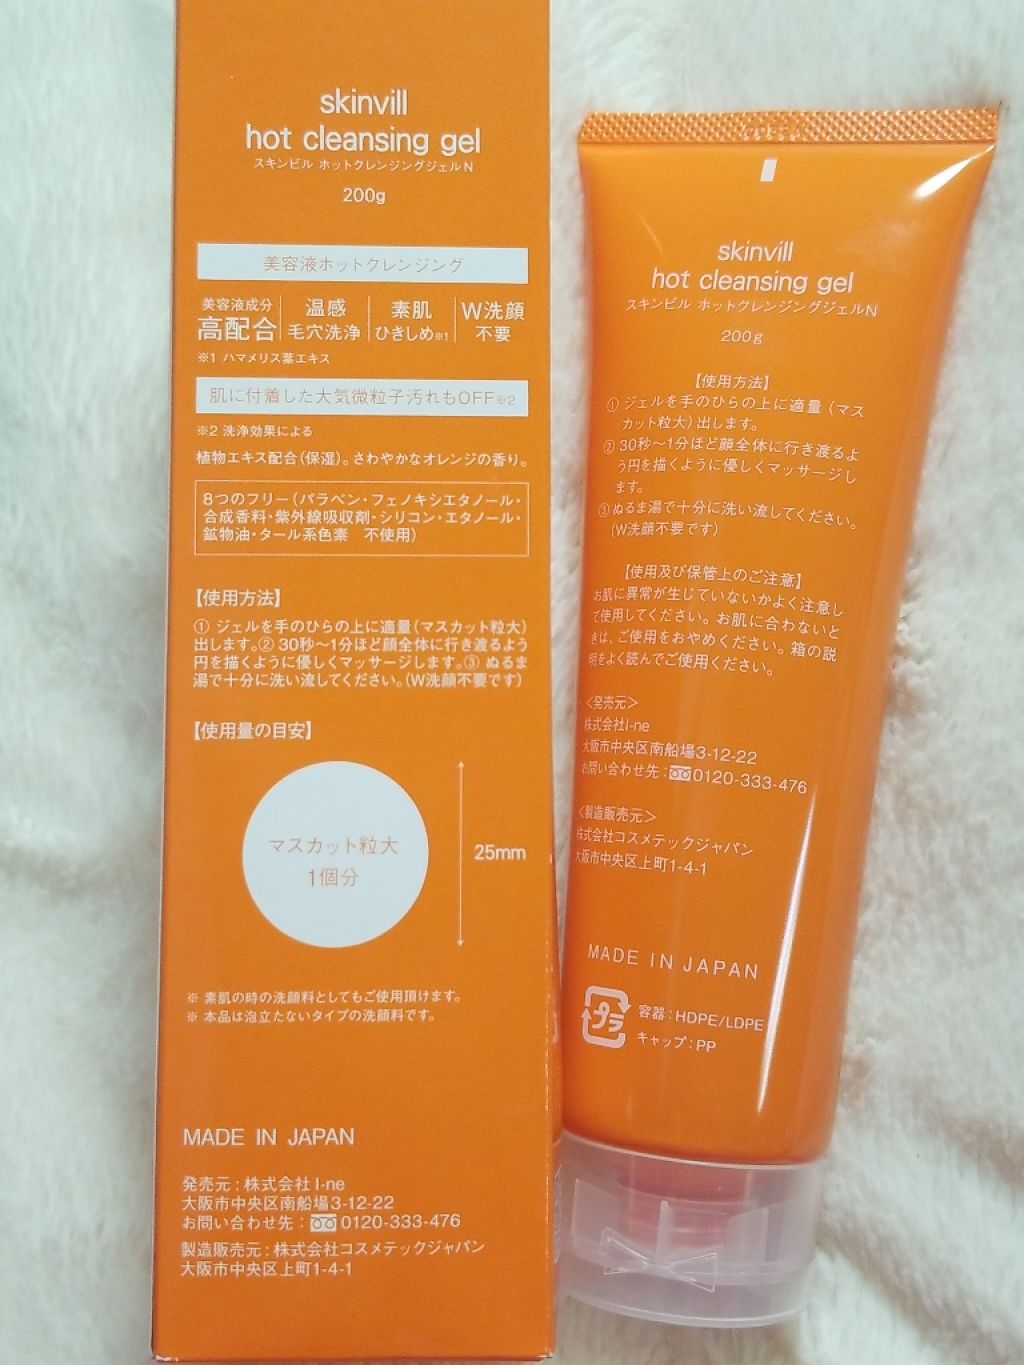 skinvill
hot cleansing gel
スキンビル ホットクレンジングジェルN
200g
美容液ホットクレンジング
美容液成分
高配合
温感
毛穴洗浄
素肌
ひきしめ※1
W洗顔
不要
※1 ハマメリス葉エキス
肌に付着した大気微粒子汚れもOFF※2
※2 洗浄効果による
植物エキス配合(保湿)。さわやかなオレンジの香り。
8つのフリー(パラベン・フェノキシエタノール・
合成香料・紫外線吸収剤・シリコン・エタノール・
鉱物油・タール系色素 不使用)
【使用方法】
① ジェルを手のひらの上に適量(マスカット粒大)
出します。② 30秒〜1分ほど顔全体に行き渡るよう
円を描くように優しくマッサージします。③ ぬるま
湯で十分に洗い流してください。(W洗顔不要です)
【使用量の目安】
マスカット粒大
1個分
25mm
※ 素肌の時の洗顔料としてもご使用頂けます。
※ 本品は泡立たないタイプの洗顔料です。
MADE IN JAPAN
発売元：株式会社 I-ne
大阪市中央区南船場3-12-22
お問い合わせ先：0120-333-476
製造販売元：株式会社コスメテックジャパン
大阪市中央区上町1-4-1
skinvill
hot cleansing gel
スキンビル ホットクレンジングジェルN
200g
【使用方法】
① ジェルを手のひらの上に適量(マス
カット粒大)出します。
② 30秒〜1分ほど顔全体に行き渡るよ
う円を描くように優しくマッサージし
ます。
③ ぬるま湯で十分に洗い流してください。
(W洗顔不要です)
【使用及び保管上のご注意】
お肌に異常が生じていないかよく注意し
て使用してください。お肌に合わないと
きは、ご使用をおやめください。箱の説
明をよく読んでご使用ください。
＜発売元＞
株式会社I-ne
大阪市中央区南船場3-12-22
お問い合わせ先：0120-333-476
＜製造販売元＞
株式会社コスメテックジャパン
大阪市中央区上町1-4-1
MADE IN JAPAN
プラ
容器：HDPE/LDPE
キャップ：PP